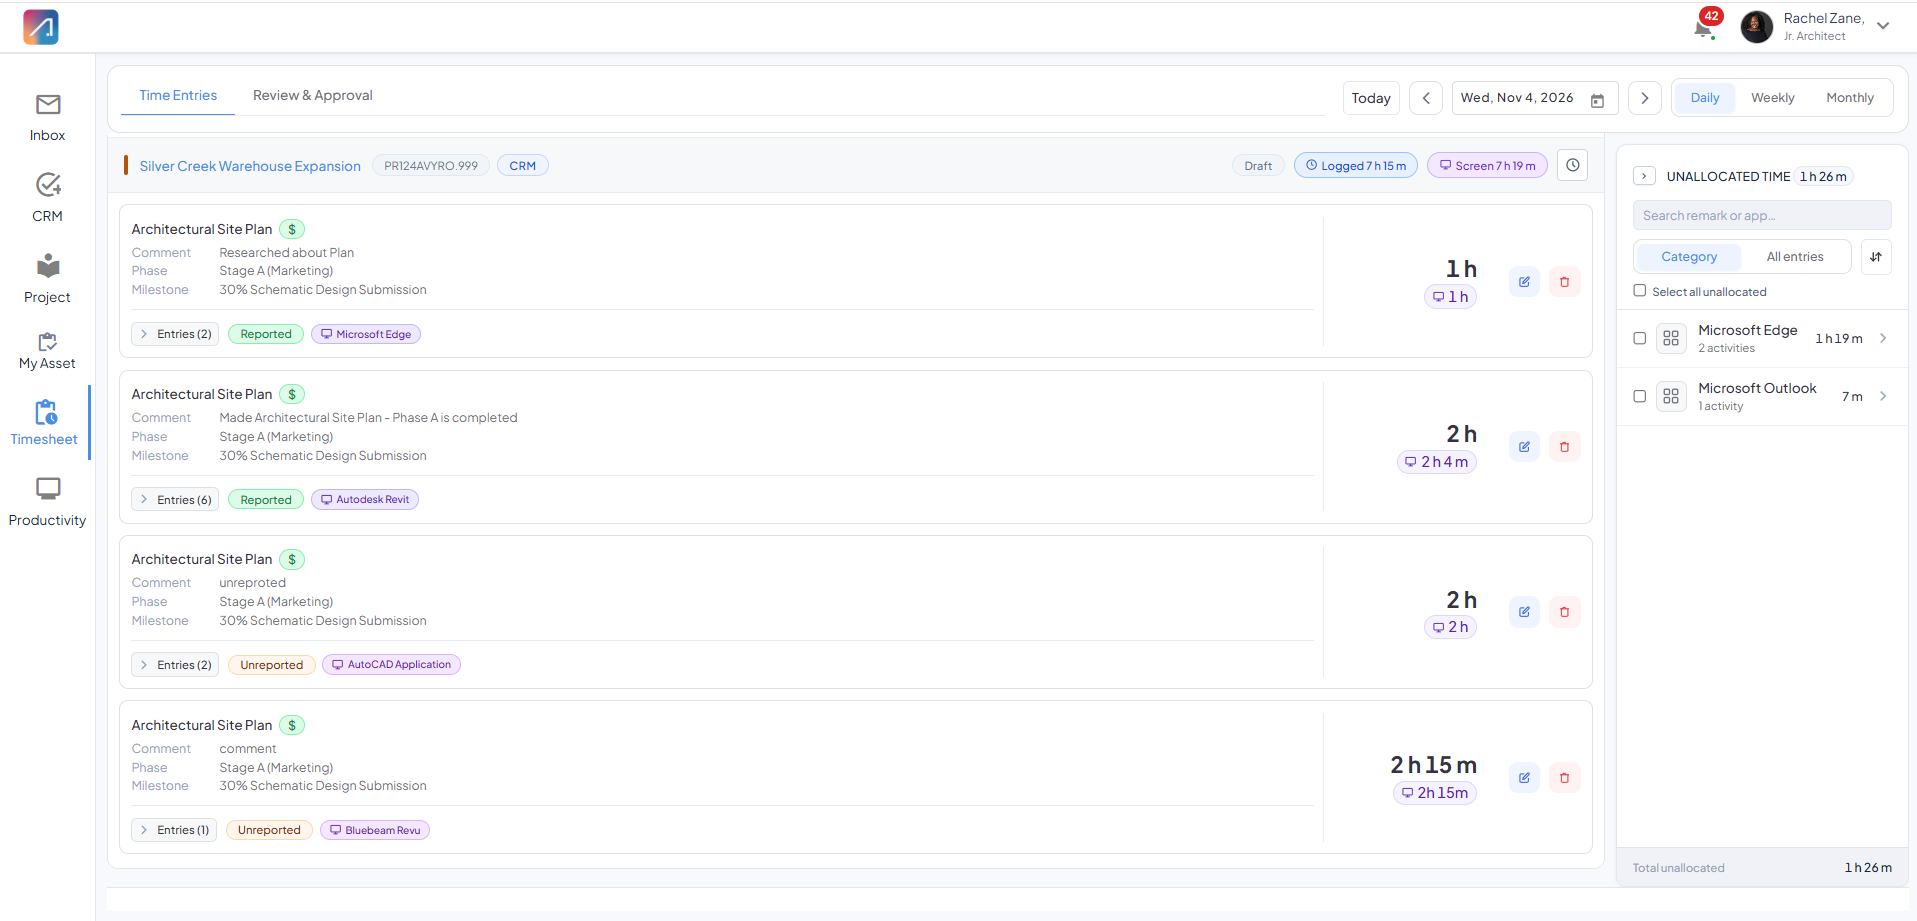 42
Rachel Zane,
Jr. Architect
Inbox
CRM
Project
My Asset
Timesheet
Productivity
Time Entries Review & Approval
Today Wed, Nov 4, 2026 Daily Weekly Monthly
Silver Creek Warehouse Expansion PR124AVYRO.999 CRM Draft Logged 7 h 15 m Screen 7 h 19 m
Architectural Site Plan $
Comment Researched about Plan
Phase Stage A (Marketing)
Milestone 30% Schematic Design Submission
1 h
1 h
Entries (2) Reported Microsoft Edge
Architectural Site Plan $
Comment Made Architectural Site Plan - Phase A is completed
Phase Stage A (Marketing)
Milestone 30% Schematic Design Submission
2 h
2 h 4 m
Entries (6) Reported Autodesk Revit
Architectural Site Plan $
Comment unreproted
Phase Stage A (Marketing)
Milestone 30% Schematic Design Submission
2 h
2 h
Entries (2) Unreported AutoCAD Application
Architectural Site Plan $
Comment comment
Phase Stage A (Marketing)
Milestone 30% Schematic Design Submission
2 h 15 m
2h 15m
Entries (1) Unreported Bluebeam Revu
UNALLOCATED TIME 1 h 26 m
Search remark or app...
Category All entries
Select all unallocated
Microsoft Edge 1 h 19 m
2 activities
Microsoft Outlook 7 m
1 activity
Total unallocated 1 h 26 m